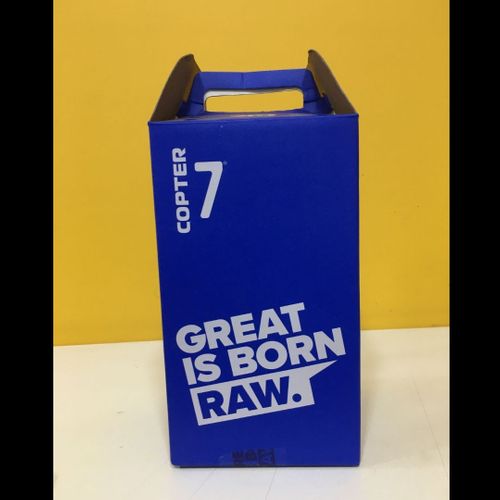 COPTER
7
GREAT
IS BORN
RAW.